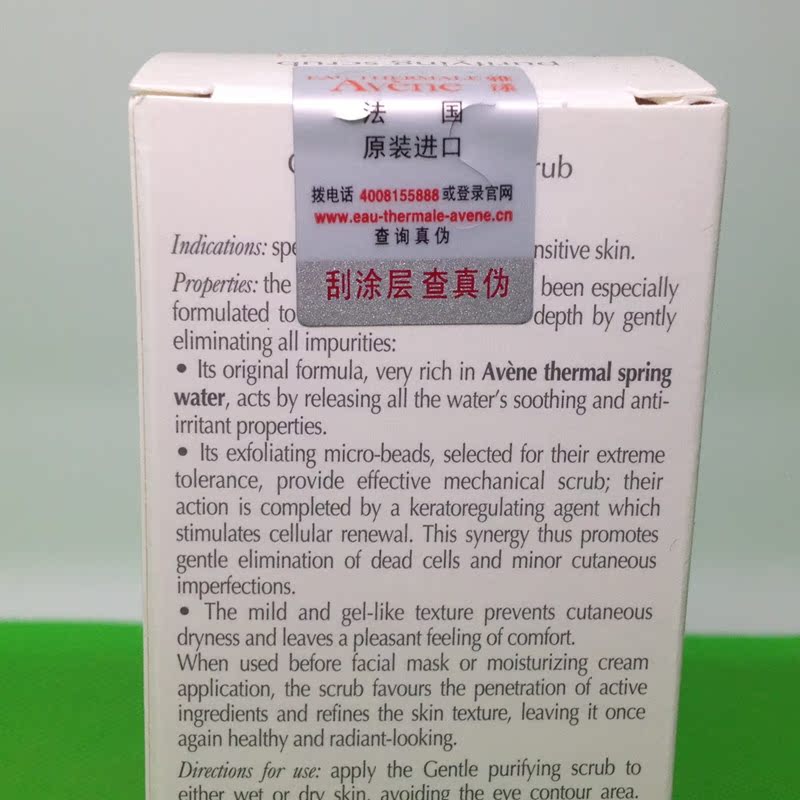 purifying scrub
EAU THERMALE 雅
Avène 漾
法 国
原装进口
rub
拨电话 4008155888 或登录官网
www.eau-thermale-avene.cn
查询真伪
刮涂层 查真伪
Indications: nsitive skin.
Properties: the been especially
formulated to depth by gently
eliminating all impurities:
• Its original formula, very rich in Avène thermal spring
water, acts by releasing all the water's soothing and anti-
irritant properties.
• Its exfoliating micro-beads, selected for their extreme
tolerance, provide effective mechanical scrub; their
action is completed by a keratoregulating agent which
stimulates cellular renewal. This synergy thus promotes
gentle elimination of dead cells and minor cutaneous
imperfections.
• The mild and gel-like texture prevents cutaneous
dryness and leaves a pleasant feeling of comfort.
When used before facial mask or moisturizing cream
application, the scrub favours the penetration of active
ingredients and refines the skin texture, leaving it once
again healthy and radiant-looking.
Directions for use: apply the Gentle purifying scrub to
either wet or dry skin, avoiding the eye contour area.